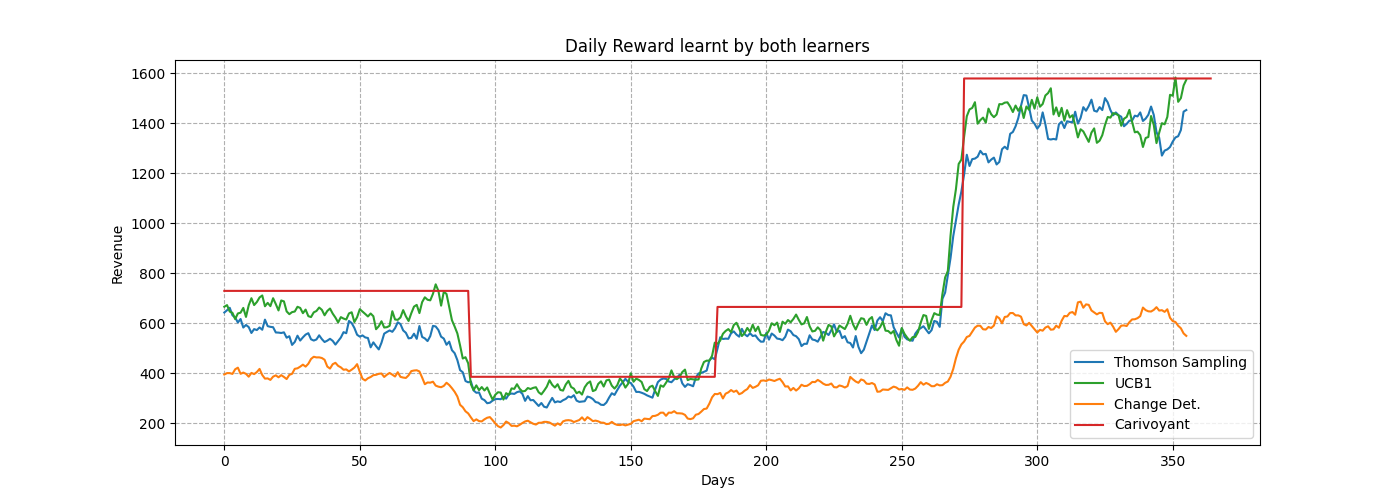 Daily Reward learnt by both learners
1600
1400
1200
1000
800
600
400
200
Revenue
0 50 100 150 200 250 300 350
Days
Thomson Sampling
UCB1
Change Det.
Carivoyant